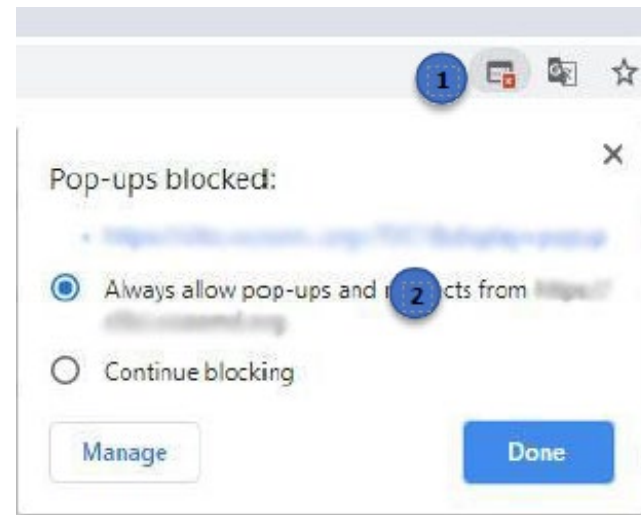 1
Pop-ups blocked:
Always allow pop-ups and cts from
2
Continue blocking
Manage
Done